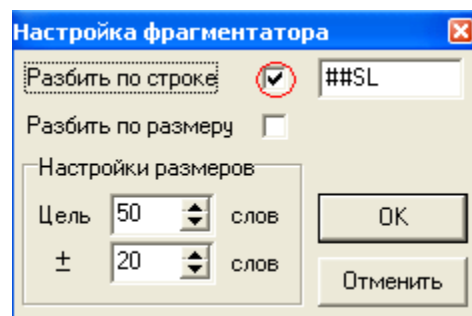 Настройка фрагментатора
Разбить по строке ##SL
Разбить по размеру
Настройки размеров
Цель 50 слов OK
± 20 слов
Отменить